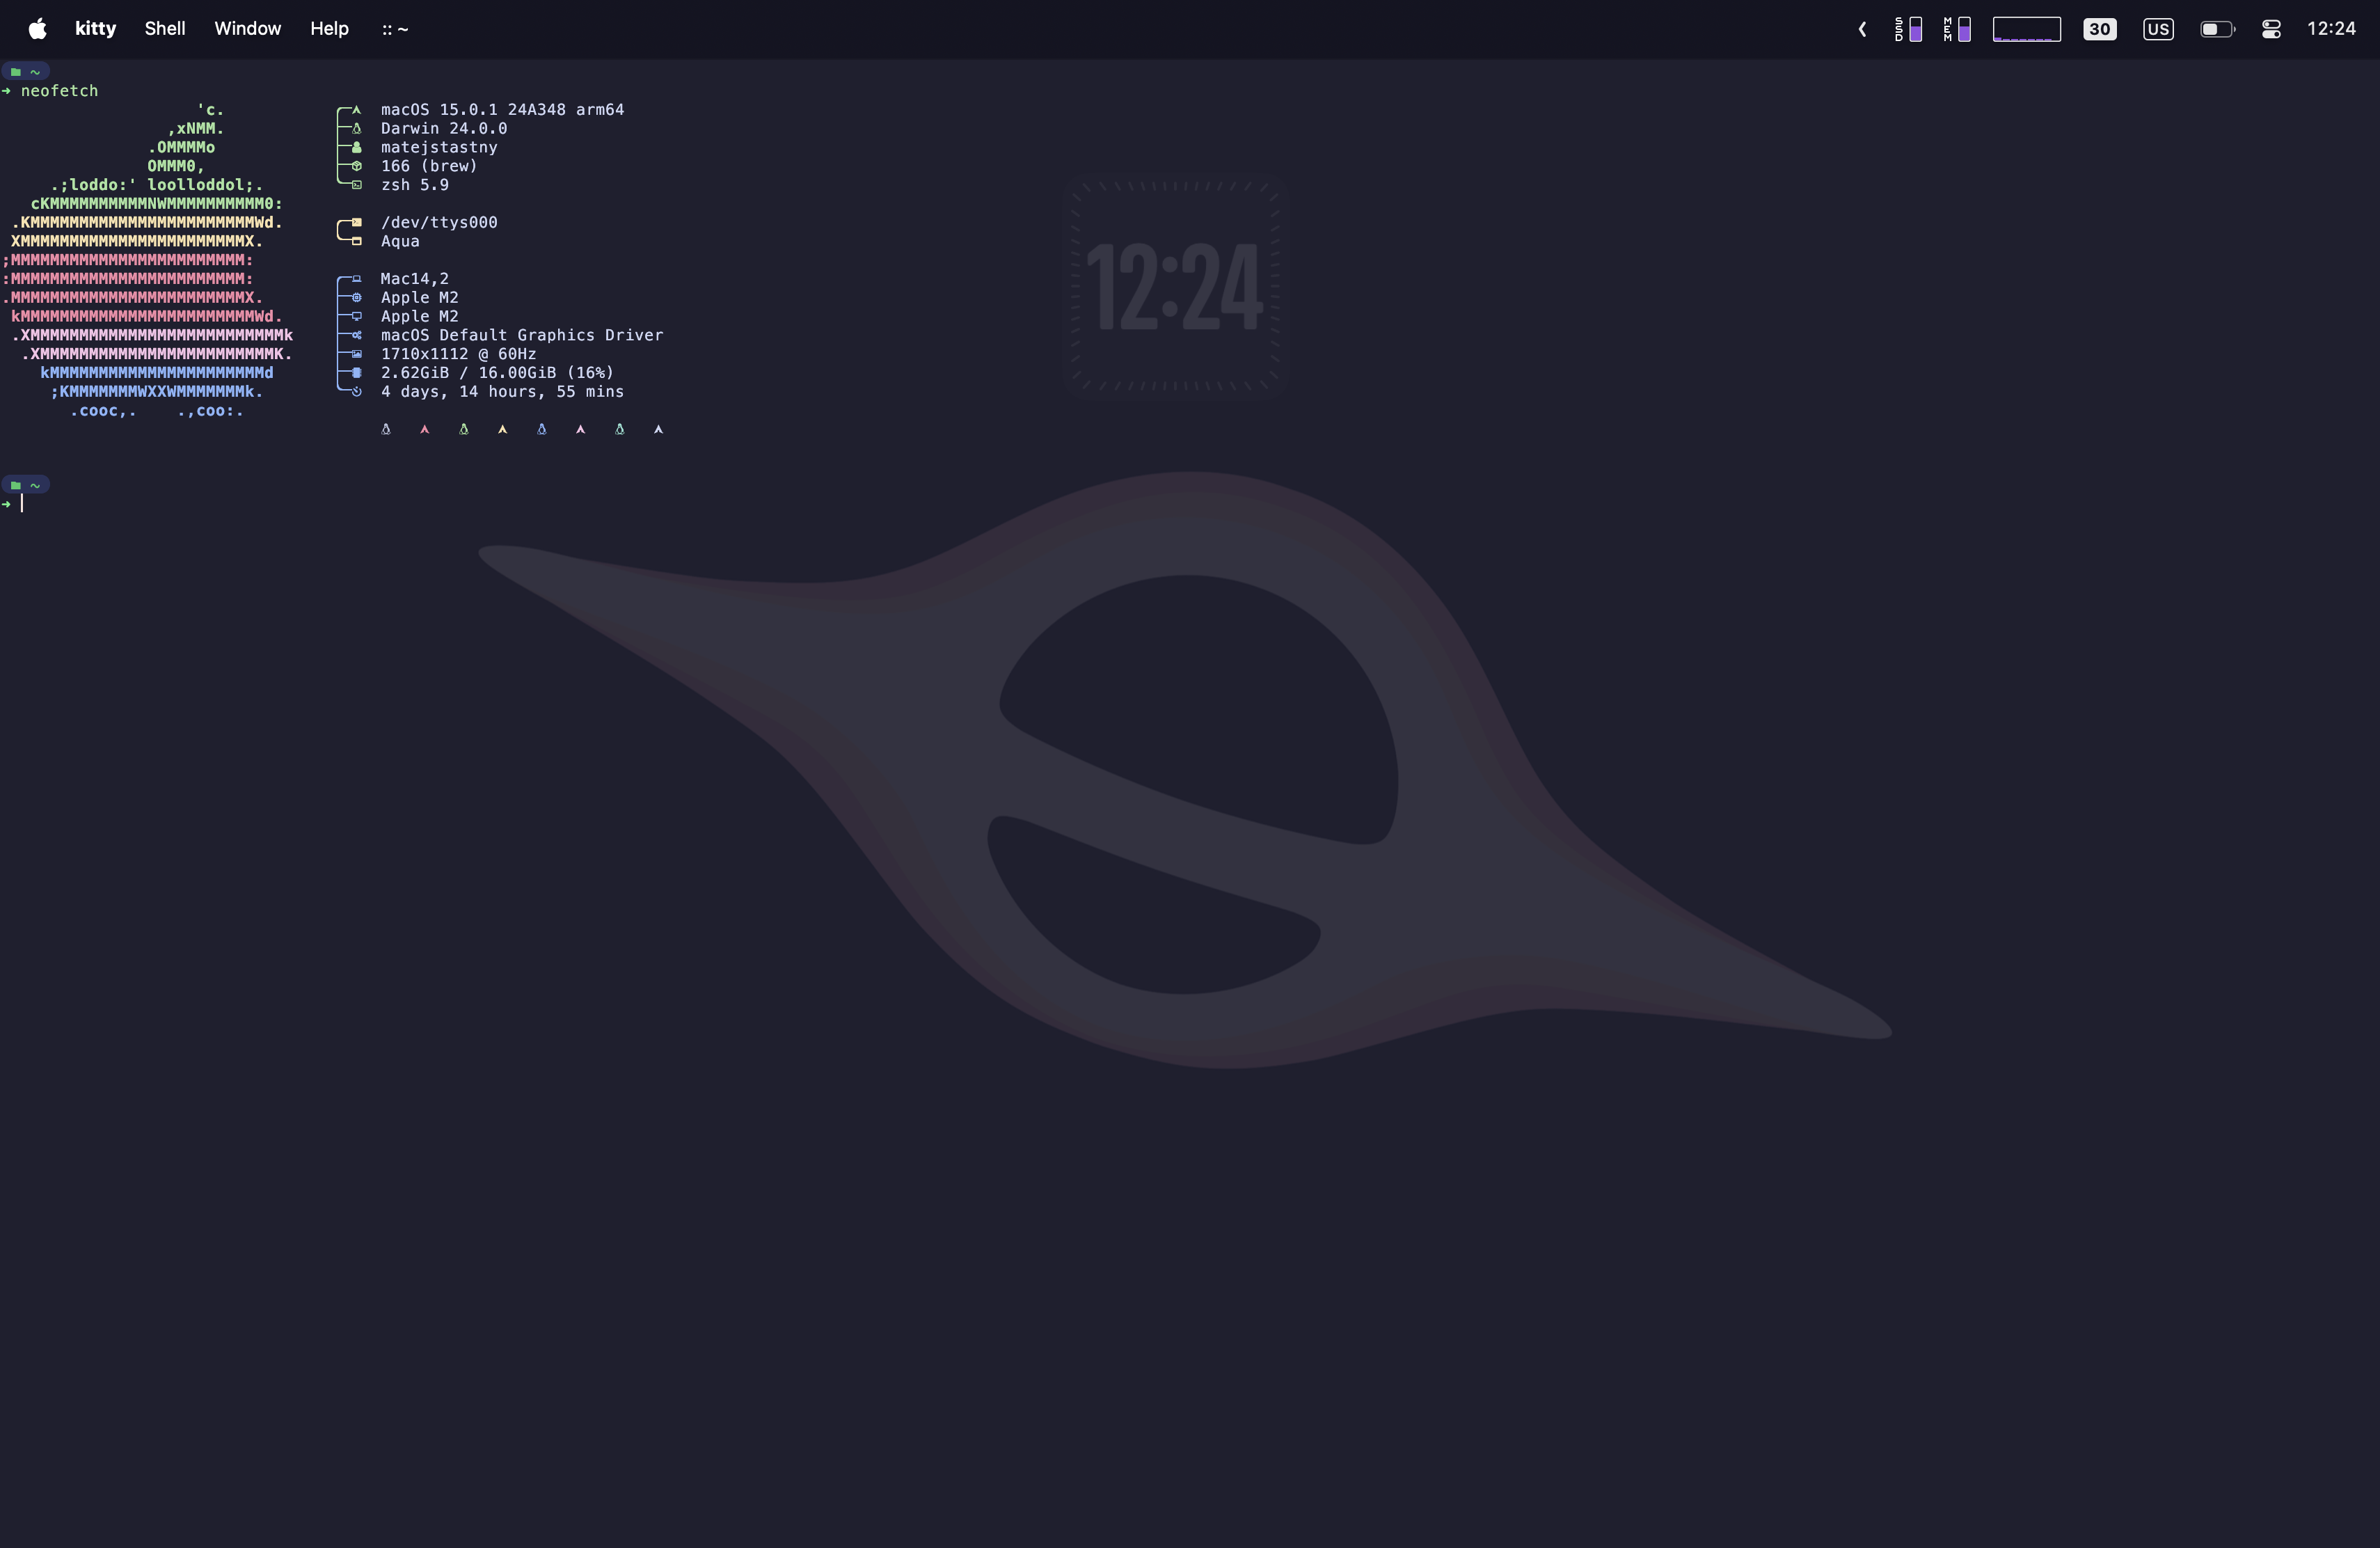 kitty Shell Window Help :: ~ SSD MEM 30 US 12:24
~
→ neofetch
'c.
,xNMM.
.OMMMMo
OMMM0,
.;loddo:' loolloddol;.
cKMMMMMMMMMMNWMMMMMMMMMM0:
.KMMMMMMMMMMMMMMMMMMMMMMMWd.
XMMMMMMMMMMMMMMMMMMMMMMMX.
;MMMMMMMMMMMMMMMMMMMMMMMM:
:MMMMMMMMMMMMMMMMMMMMMMMM:
.MMMMMMMMMMMMMMMMMMMMMMMMX.
kMMMMMMMMMMMMMMMMMMMMMMMMWd.
.XMMMMMMMMMMMMMMMMMMMMMMMMMMk
.XMMMMMMMMMMMMMMMMMMMMMMMMK.
kMMMMMMMMMMMMMMMMMMMMMMd
;KMMMMMMMWXXWMMMMMMMk.
.cooc,. .,coo:.
macOS 15.0.1 24A348 arm64
Darwin 24.0.0
matejstastny
166 (brew)
zsh 5.9
/dev/ttys000
Aqua
Mac14,2
Apple M2
Apple M2
macOS Default Graphics Driver
1710x1112 @ 60Hz
2.62GiB / 16.00GiB (16%)
4 days, 14 hours, 55 mins
~
→
12:24